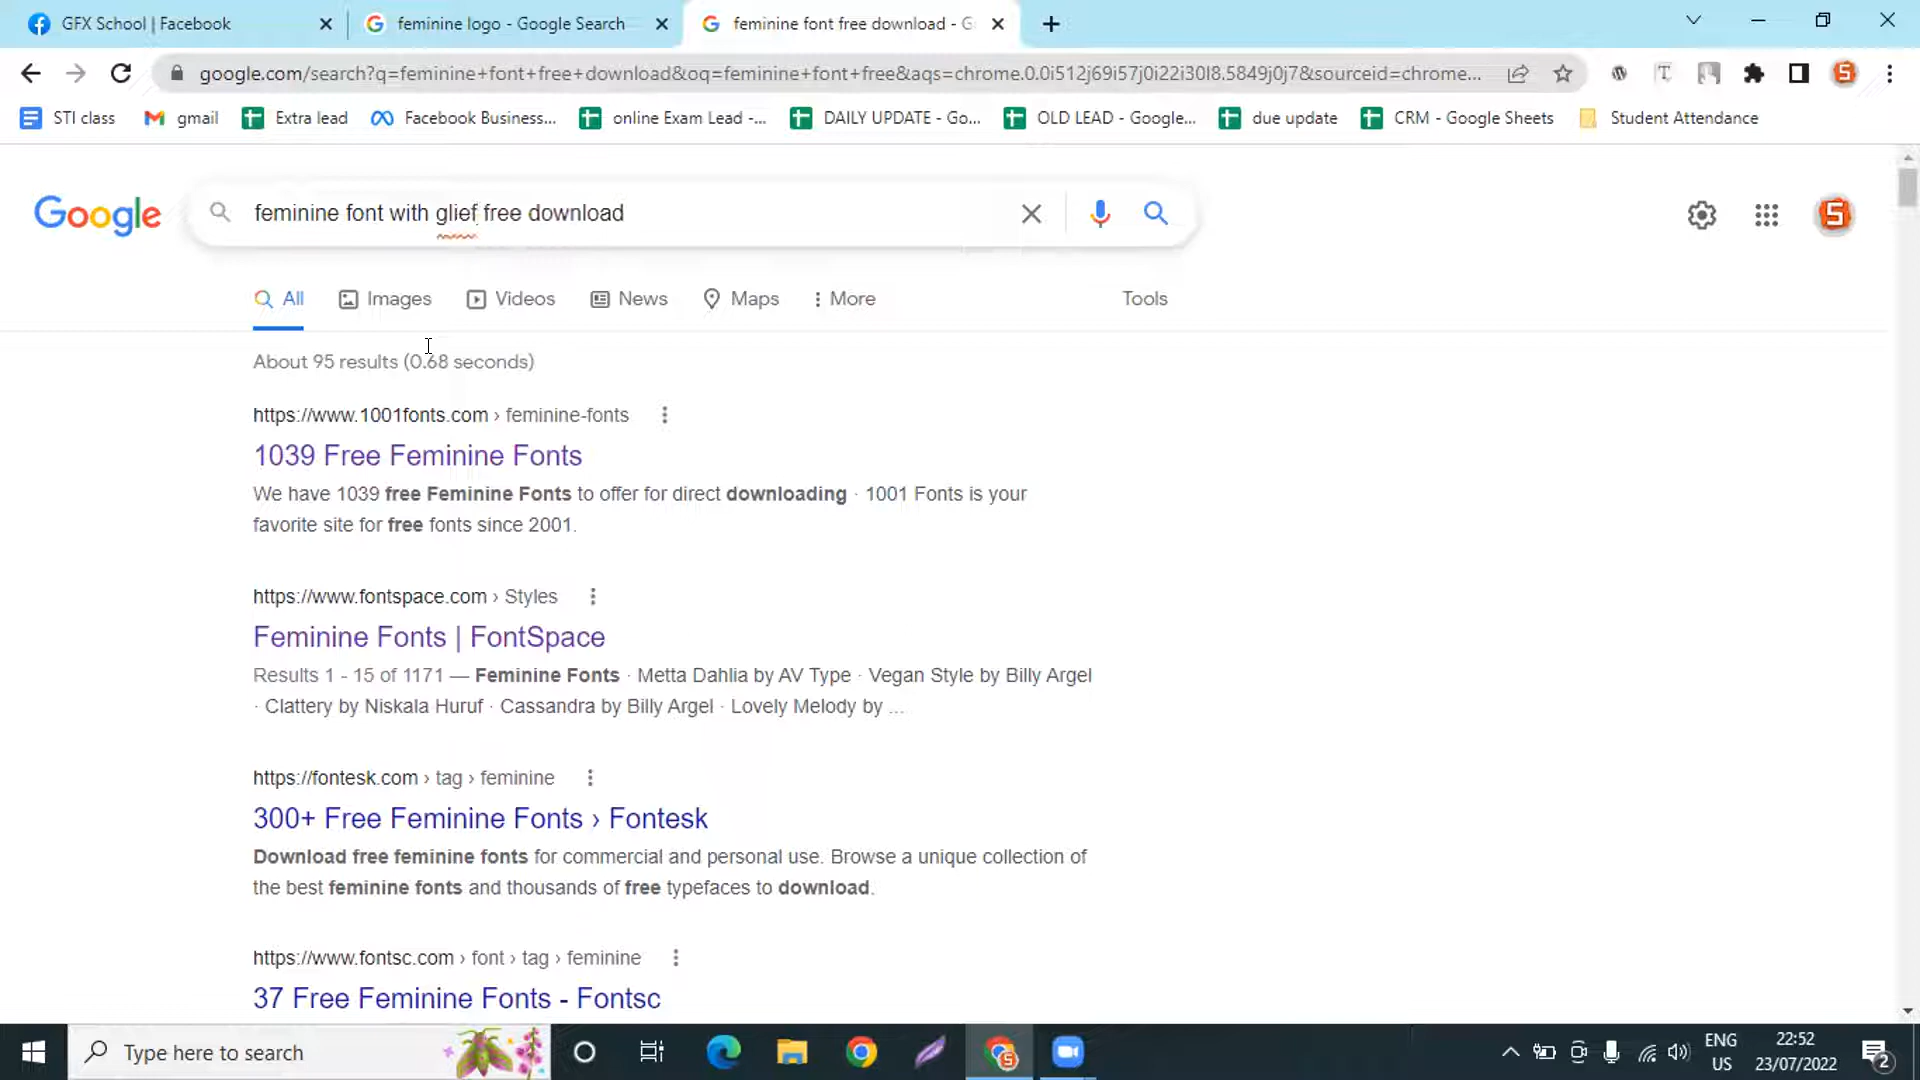 GFX School | Facebook
feminine logo - Google Search
feminine font free download - G
google.com/search?q=feminine+font+free+download&oq=feminine+font+free&aqs=chrome.0.0i512j69i57j0i22i30l8.5849j0j7&sourceid=chrome...
STI class
gmail
Extra lead
Facebook Business...
online Exam Lead -...
DAILY UPDATE - Go...
OLD LEAD - Google...
due update
CRM - Google Sheets
Student Attendance
Google
feminine font with glief free download
All
Images
Videos
News
Maps
More
Tools
About 95 results (0.68 seconds)
https://www.1001fonts.com › feminine-fonts
1039 Free Feminine Fonts
We have 1039 free Feminine Fonts to offer for direct downloading · 1001 Fonts is your
favorite site for free fonts since 2001.
https://www.fontspace.com › Styles
Feminine Fonts | FontSpace
Results 1 - 15 of 1171 — Feminine Fonts · Metta Dahlia by AV Type · Vegan Style by Billy Argel
· Clattery by Niskala Huruf · Cassandra by Billy Argel · Lovely Melody by ...
https://fontesk.com › tag › feminine
300+ Free Feminine Fonts › Fontesk
Download free feminine fonts for commercial and personal use. Browse a unique collection of
the best feminine fonts and thousands of free typefaces to download.
https://www.fontsc.com › font › tag › feminine
37 Free Feminine Fonts - Fontsc
Type here to search
ENG
US
22:52
23/07/2022
2